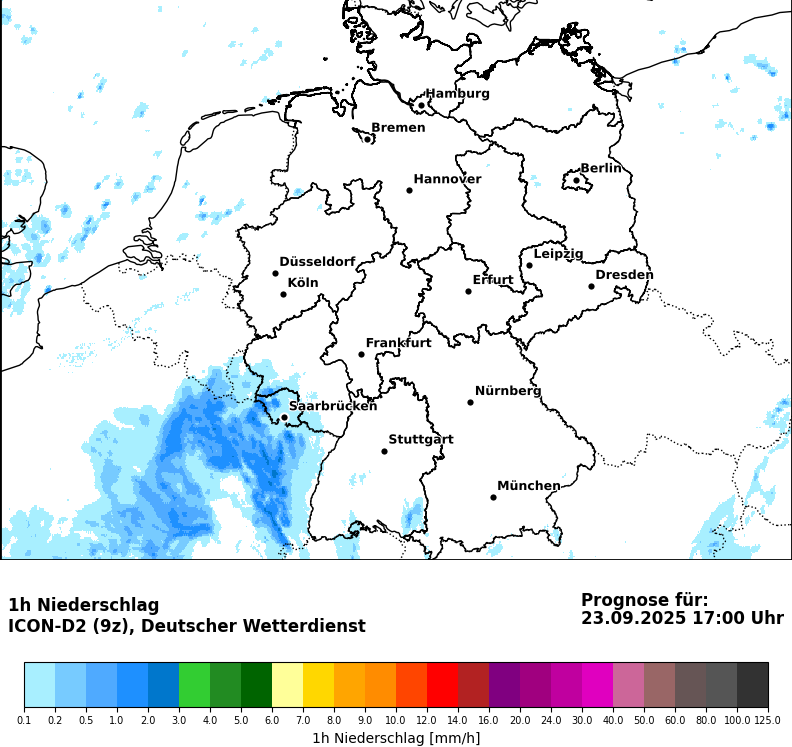 Hamburg
Bremen
Berlin
Hannover
Leipzig
Düsseldorf
Dresden
Köln
Erfurt
Frankfurt
Nürnberg
Saarbrücken
Stuttgart
München
1h Niederschlag
ICON-D2 (9z), Deutscher Wetterdienst
Prognose für:
23.09.2025 17:00 Uhr
0.1 0.2 0.5 1.0 2.0 3.0 4.0 5.0 6.0 7.0 8.0 9.0 10.0 12.0 14.0 16.0 20.0 24.0 30.0 40.0 50.0 60.0 80.0 100.0 125.0
1h Niederschlag [mm/h]